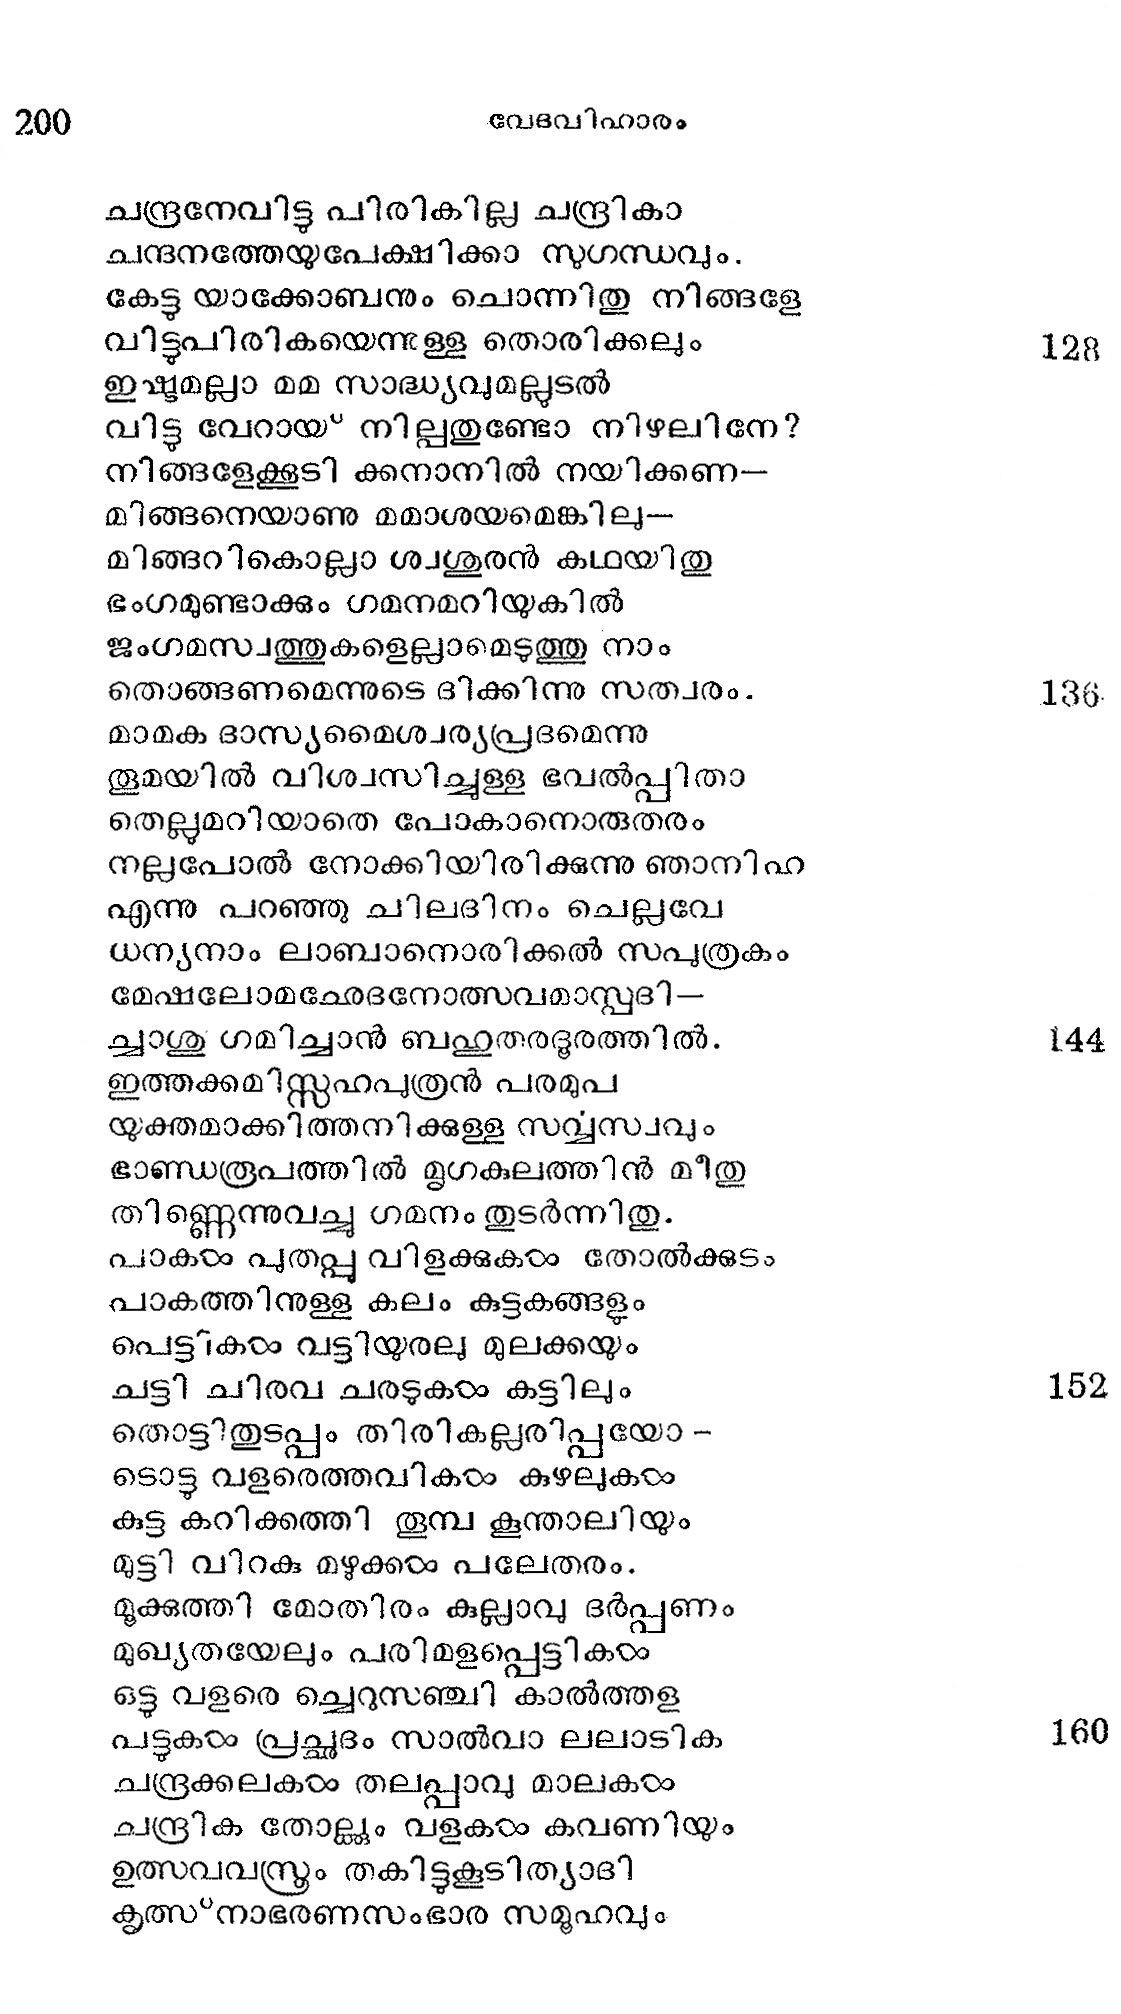 200 വേദവിഹാരം
ചന്ദ്രനേവിട്ടു പിരികില്ല ചന്ദ്രികാ
ചന്ദനത്തേയുപേക്ഷിക്കാ സുഗന്ധവും.
കേട്ടു യാക്കോബനും ചൊന്നിതു നിങ്ങളേ
വിട്ടുപിരികയെന്നുള്ള തൊരിക്കലും 128
ഇഷ്ടമല്ലാ മമ സാദ്ധ്യവുമല്ലുടൽ
വിട്ടു വേറായ് നില്പതുണ്ടോ നിഴലിനേ?
നിങ്ങളേക്കൂടി ക്കനാനിൽ നയിക്കണ—
മിങ്ങനെയാണു മമാശയമെങ്കിലു—
മിങ്ങറികൊല്ലാ ശ്വശുരൻ കഥയിതു
ഭംഗമുണ്ടാക്കും ഗമനമറിയുകിൽ
ജംഗമസ്വത്തുകളെല്ലാമെടുത്തു നാം
തൊങ്ങണമെന്നുടെ ദിക്കിന്നു സത്വരം. 136
മാമക ദാസ്യമൈശ്വര്യപ്രദമെന്നു
തൂമയിൽ വിശ്വസിച്ചുള്ള ഭവൽപ്പിതാ
തെല്ലുമറിയാതെ പോകാനൊരുതരം
നല്ലപോൽ നോക്കിയിരിക്കുന്നു ഞാനിഹ
എന്നു പറഞ്ഞു ചിലദിനം ചെല്ലവേ
ധന്യനാം ലാബാനൊരിക്കൽ സപുത്രകം
മേഷലോമഛേദനോത്സവമാസ്പദി—
ച്ചാശു ഗമിച്ചാൻ ബഹുതരദൂരത്തിൽ. 144
ഇത്തക്കമിസ്സഹപുത്രൻ പരമുപ
യുക്തമാക്കിത്തനിക്കുള്ള സർവ്വസ്വവും
ഭാണ്ഡരൂപത്തിൽ മൃഗകുലത്തിൻ മീതു
തിണ്ണെന്നുവച്ചു ഗമനം തുടർന്നിതു.
പാകൾ പുതപ്പു വിളക്കുകൾ തോൽക്കുടം
പാകത്തിനുള്ള കലം കുട്ടകങ്ങളും
പെട്ടികൾ വട്ടിയുരലു മുലക്കയും
ചട്ടി ചിരവ ചരടുകൾ കട്ടിലും 152
തൊട്ടിതുടപ്പം തിരികല്ലരിപ്പയോ -
ടൊട്ടു വളരെത്തവികൾ കുഴലുകൾ
കുട്ട കറിക്കത്തി തൂമ്പ കൂന്താലിയും
മുട്ടി വിറകു മഴുക്കൾ പലേതരം.
മൂക്കുത്തി മോതിരം കുല്ലാവു ദർപ്പണം
മുഖ്യതയേലും പരിമളപ്പെട്ടികൾ
ഒട്ടു വളരെ ച്ചെറുസഞ്ചി കാൽത്തള
പട്ടുകൾ പ്രച്ഛദം സാൽവാ ലലാടിക 160
ചന്ദ്രക്കലകൾ തലപ്പാവു മാലകൾ
ചന്ദ്രിക തോല്ക്കും വളകൾ കവണിയും
ഉത്സവവസ്ത്രം തകിട്ടുകൂടിത്യാദി
കൃത്സ്നാഭരണസംഭാര സമൂഹവും